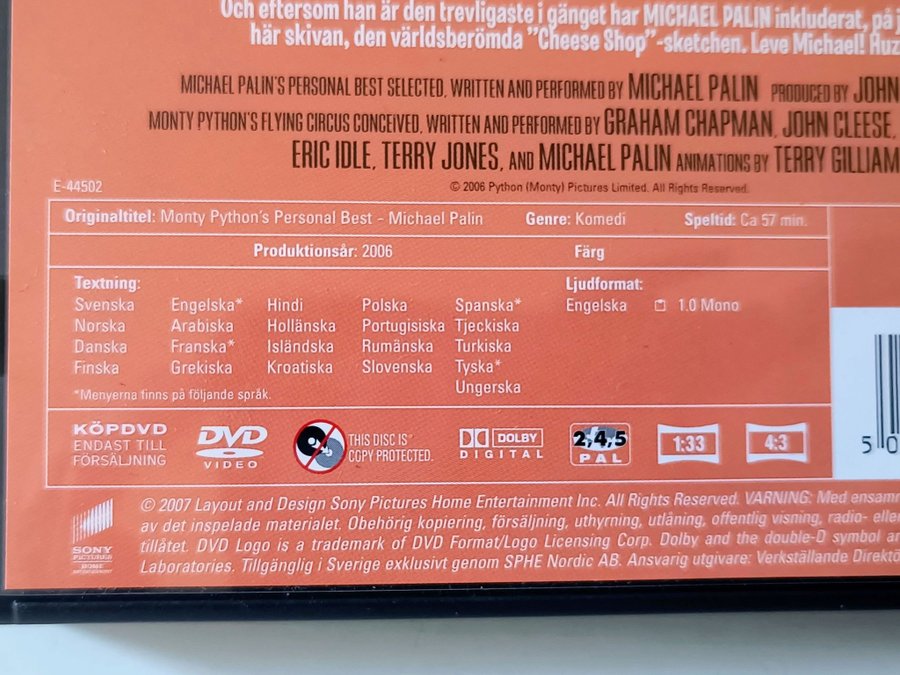 Och eftersom han är den trevligaste i gänget har MICHAEL PALIN inkluderat, på
här skivan, den världsberömda "Cheese Shop"-sketchen. Leve Michael!
MICHAEL PALIN'S PERSONAL BEST SELECTED, WRITTEN AND PERFORMED BY MICHAEL PALIN PRODUCED BY JOHN
MONTY PYTHON'S FLYING CIRCUS CONCEIVED, WRITTEN AND PERFORMED BY GRAHAM CHAPMAN, JOHN CLEESE,
ERIC IDLE, TERRY JONES, AND MICHAEL PALIN ANIMATIONS BY TERRY GILLIAM
E-44502
© 2006 Python (Monty) Pictures Limited. All Rights Reserved.
Originaltitel: Monty Python's Personal Best - Michael Palin Genre: Komedi Speltid: Ca 57 min.
Produktionsår: 2006 Färg
Textning: Ljudformat:
Svenska Engelska* Hindi Polska Spanska* Engelska 1.0 Mono
Norska Arabiska Holländska Portugisiska Tjeckiska
Danska Franska* Isländska Rumänska Turkiska
Finska Grekiska Kroatiska Slovenska Tyska*
Ungerska
*Menyerna finns på följande språk.
KÖPDVD
ENDAST TILL
FÖRSÄLJNING
DVD
VIDEO
THIS DISC IS
COPY PROTECTED.
DOLBY
DIGITAL
2,4,5
PAL
1:33
4:3
5 0
SONY
PICTURES
HOME
ENTERTAINMENT
© 2007 Layout and Design Sony Pictures Home Entertainment Inc. All Rights Reserved. VARNING: Med
av det inspelade materialet. Obehörig kopiering, försäljning, uthyrning, utlåning, offentlig visning, radio-
tillåtet. DVD Logo is a trademark of DVD Format/Logo Licensing Corp. Dolby and the double-D symbol
Laboratories. Tillgänglig i Sverige exklusivt genom SPHE Nordic AB. Ansvarig utgivare: Verkställande